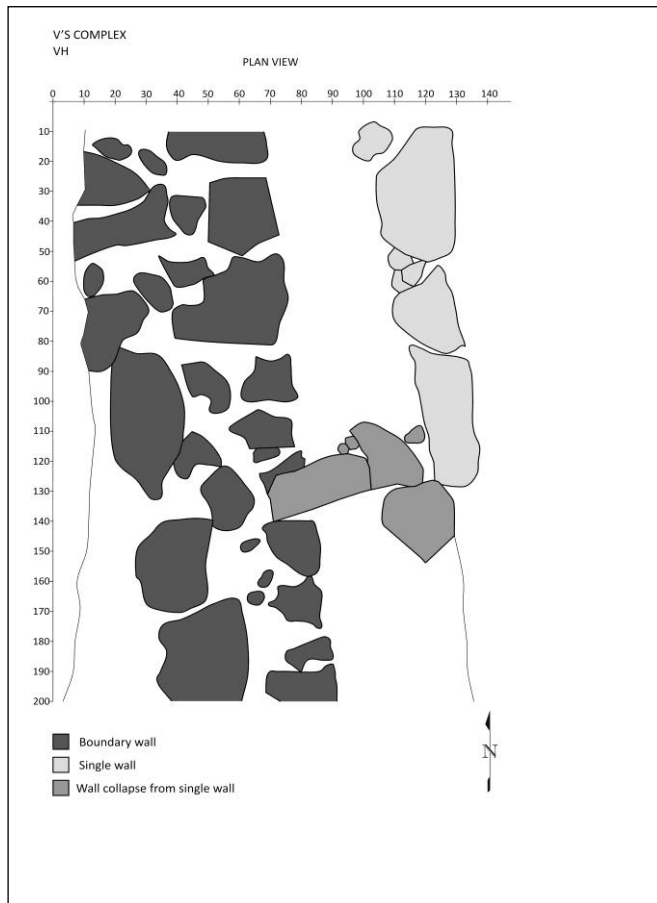 V'S COMPLEX
VH
PLAN VIEW
0 10 20 30 40 50 60 70 80 90 100 110 120 130 140
0
10
20
30
40
50
60
70
80
90
100
110
120
130
140
150
160
170
180
190
200
Boundary wall
Single wall
Wall collapse from single wall
N